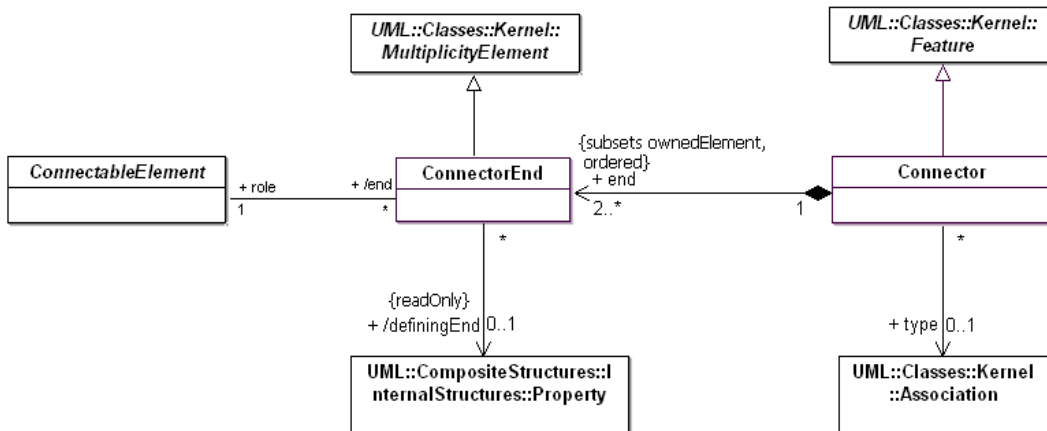 UML::Classes::Kernel::
MultiplicityElement
UML::Classes::Kernel::
Feature
ConnectableElement
+ role
1
+ /end
*
ConnectorEnd
{subsets ownedElement,
ordered}
+ end
2..*
1
Connector
*
{readOnly}
+ /definingEnd
0..1
*
+ type
0..1
UML::CompositeStructures::I
nternalStructures::Property
UML::Classes::Kernel
::Association